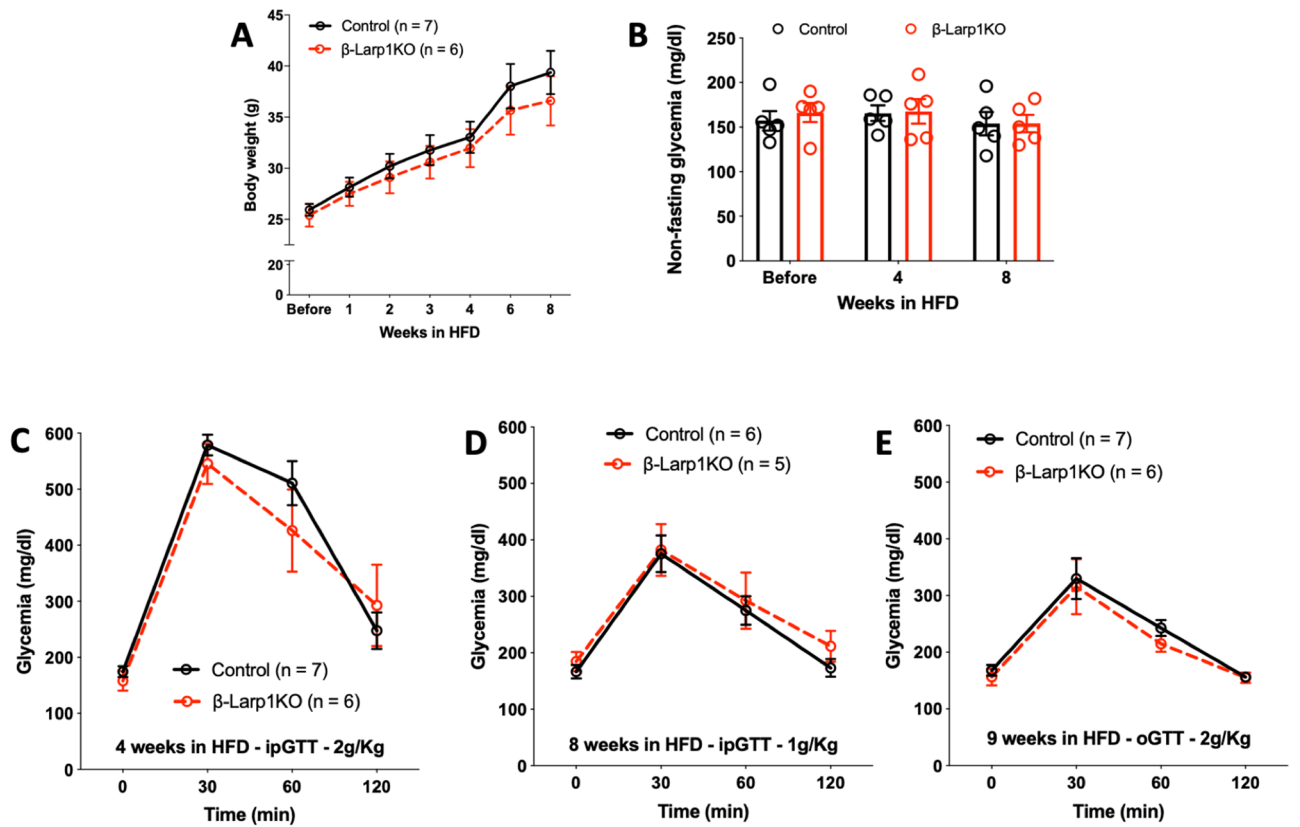 A
Control (n = 7)
β-Larp1KO (n = 6)
Body weight (g)
45
40
35
30
25
20
0
Before 1 2 3 4 6 8
Weeks in HFD
B
Control β-Larp1KO
Non-fasting glycemia (mg/dl)
250
200
150
100
50
0
Before 4 8
Weeks in HFD
C
Glycemia (mg/dl)
600
500
400
300
200
100
0
Control (n = 7)
β-Larp1KO (n = 6)
4 weeks in HFD - ipGTT - 2g/Kg
0 30 60 120
Time (min)
D
Control (n = 6)
β-Larp1KO (n = 5)
Glycemia (mg/dl)
600
500
400
300
200
100
0
8 weeks in HFD - ipGTT - 1g/Kg
0 30 60 120
Time (min)
E
Control (n = 7)
β-Larp1KO (n = 6)
Glycemia (mg/dl)
600
500
400
300
200
100
0
9 weeks in HFD - oGTT - 2g/Kg
0 30 60 120
Time (min)